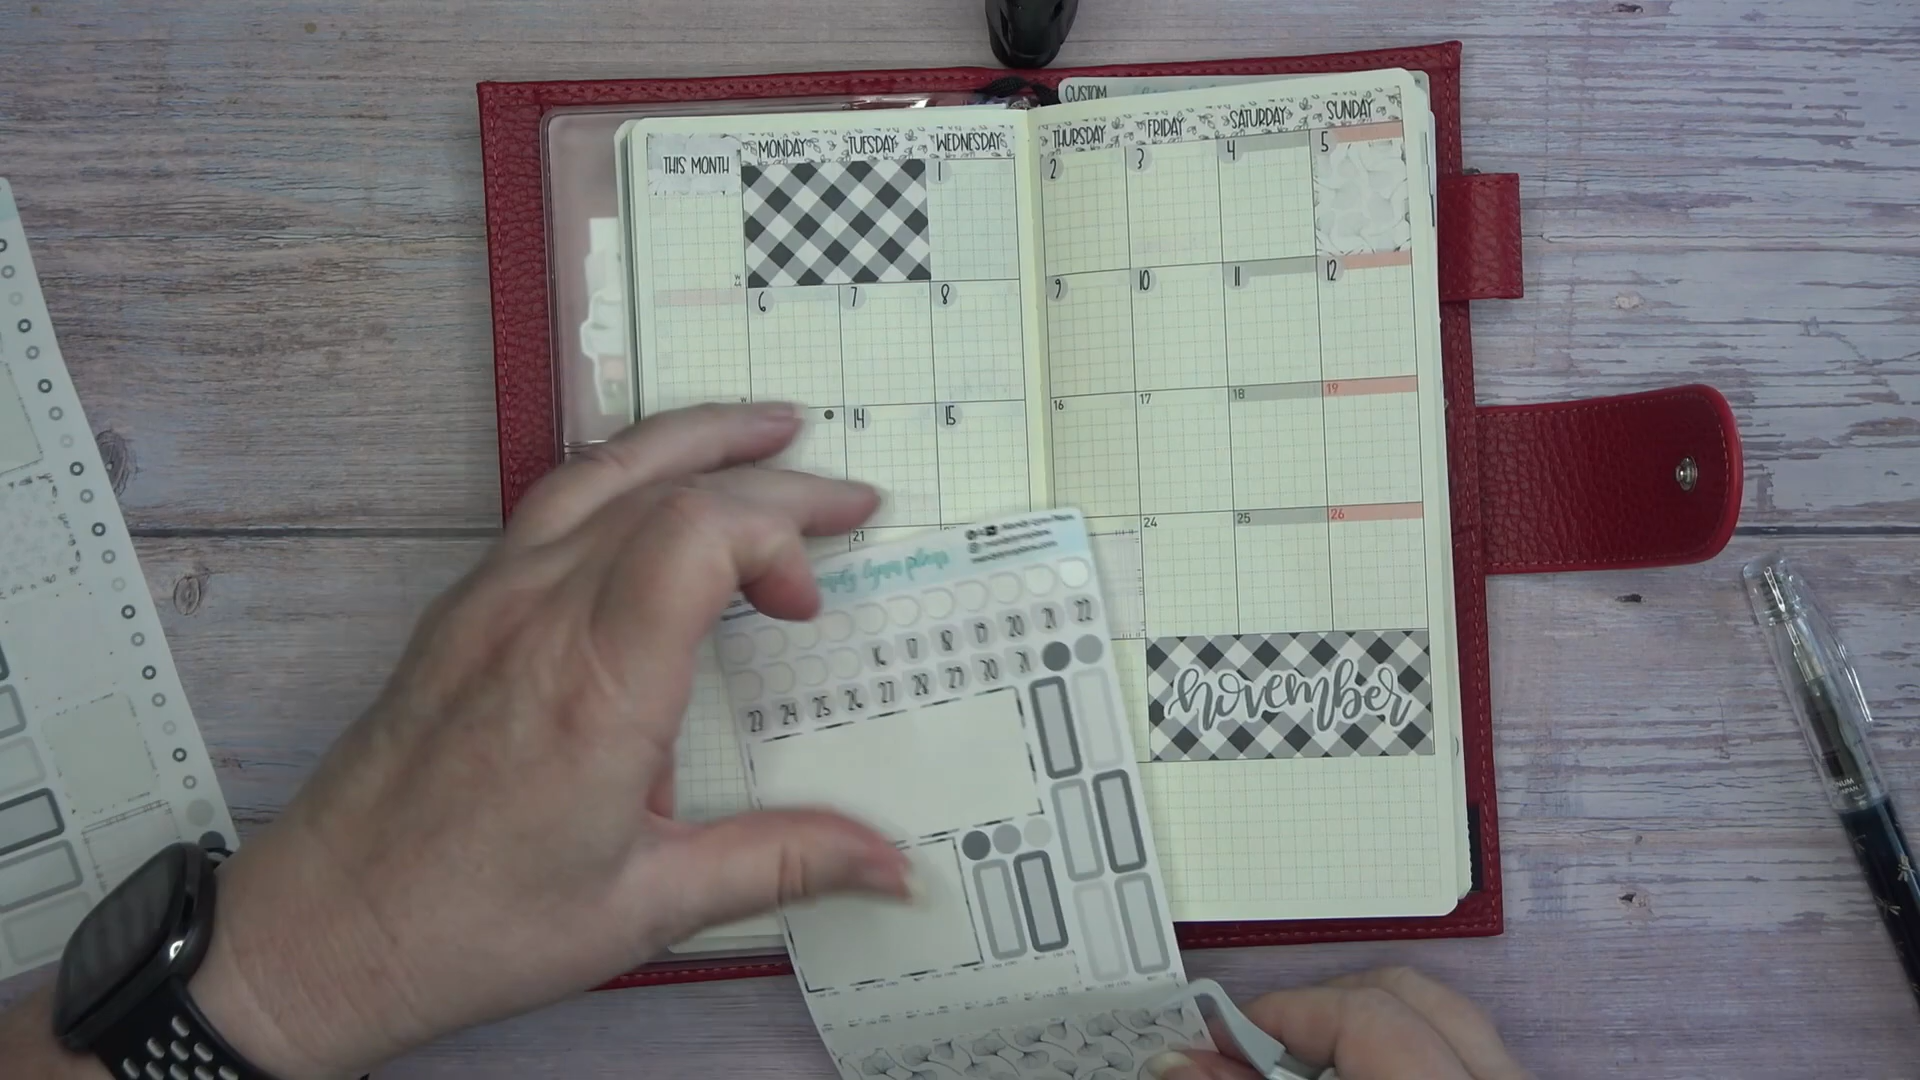 CUSTOM
THIS MONTH MONDAY TUESDAY WEDNESDAY THURSDAY FRIDAY SATURDAY SUNDAY
1 2 3 4 5
6 7 8 9 10 11 12
14 15 16 17 18 19
21 24 25 26
november
16 17 18 19 20 21 22
23 24 25 26 27 28 29 30 31